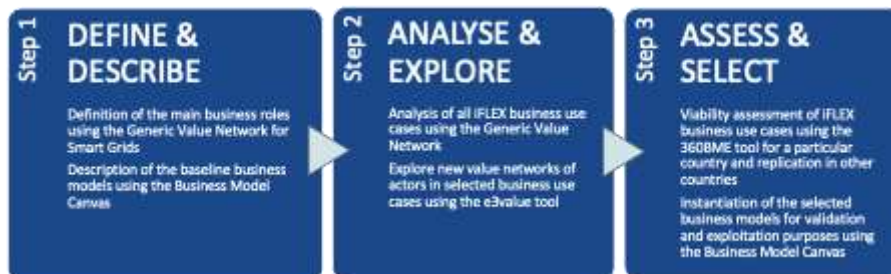 Step 1
DEFINE &
DESCRIBE
Definition of the main business roles
using the Generic Value Network for
Smart Grids
Description of the baseline business
models using the Business Model
Canvas
Step 2
ANALYSE &
EXPLORE
Analysis of all iFLEX business use
cases using the Generic Value
Network
Explore new value networks of
actors in selected business use
cases using the e3value tool
Step 3
ASSESS &
SELECT
Viability assessment of iFLEX
business use cases using the
360BME tool for a particular
country and replication in other
countries
Instantiation of the selected
business models for validation
and exploitation purposes using
the Business Model Canvas